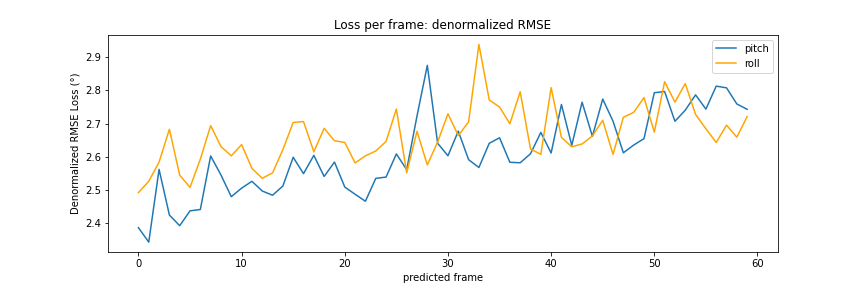 Loss per frame: denormalized RMSE
pitch
roll
Denormalized RMSE Loss (°)
2.9
2.8
2.7
2.6
2.5
2.4
0 10 20 30 40 50 60
predicted frame